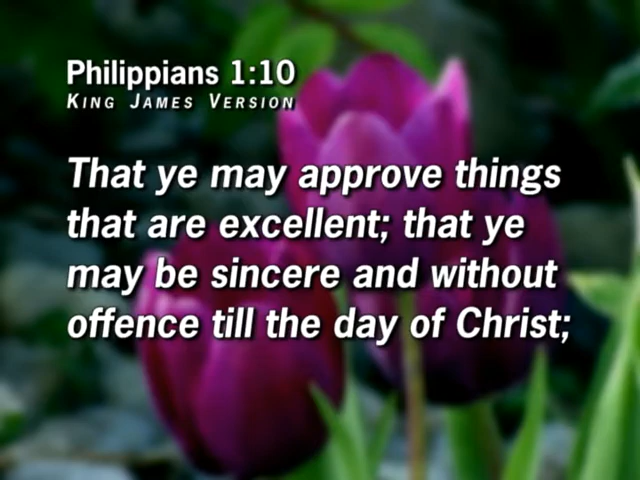 Philippians 1:10
King James Version
That ye may approve things
that are excellent; that ye
may be sincere and without
offence till the day of Christ;